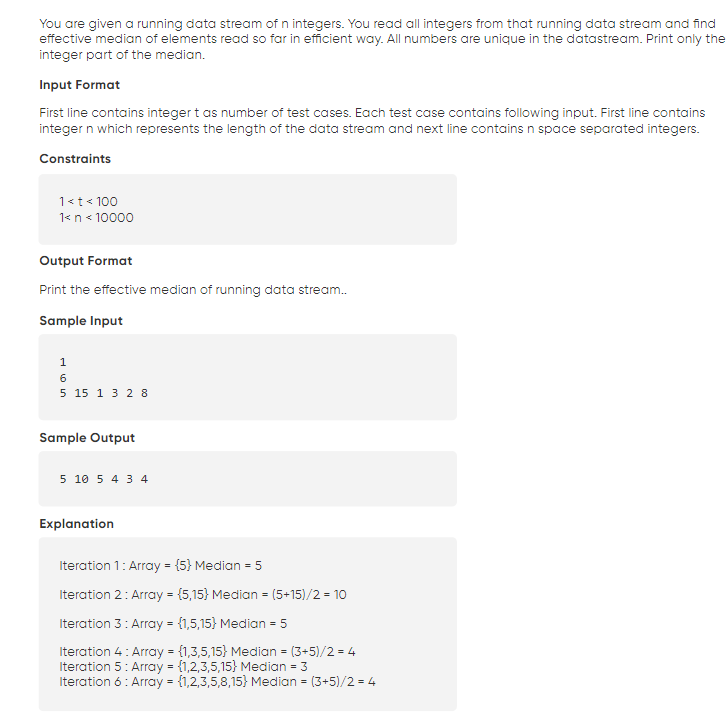 You are given a running data stream of n integers. You read all integers from that running data stream and find
effective median of elements read so far in efficient way. All numbers are unique in the datastream. Print only the
integer part of the median.
Input Format
First line contains integer t as number of test cases. Each test case contains following input. First line contains
integer n which represents the length of the data stream and next line contains n space separated integers.
Constraints
1 < t < 100
1< n < 10000
Output Format
Print the effective median of running data stream..
Sample Input
1
6
5 15 1 3 2 8
Sample Output
5 10 5 4 3 4
Explanation
Iteration 1 : Array = {5} Median = 5
Iteration 2 : Array = {5,15} Median = (5+15)/2 = 10
Iteration 3 : Array = {1,5,15} Median = 5
Iteration 4 : Array = {1,3,5,15} Median = (3+5)/2 = 4
Iteration 5 : Array = {1,2,3,5,15} Median = 3
Iteration 6 : Array = {1,2,3,5,8,15} Median = (3+5)/2 = 4